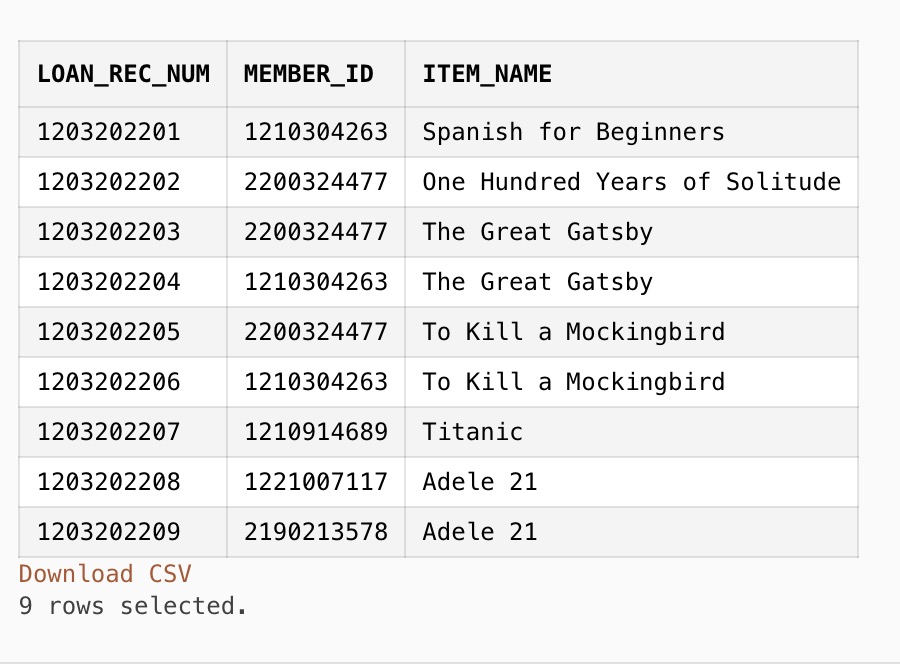 LOAN_REC_NUM MEMBER_ID ITEM_NAME
1203202201 1210304263 Spanish for Beginners
1203202202 2200324477 One Hundred Years of Solitude
1203202203 2200324477 The Great Gatsby
1203202204 1210304263 The Great Gatsby
1203202205 2200324477 To Kill a Mockingbird
1203202206 1210304263 To Kill a Mockingbird
1203202207 1210914689 Titanic
1203202208 1221007117 Adele 21
1203202209 2190213578 Adele 21
Download CSV
9 rows selected.